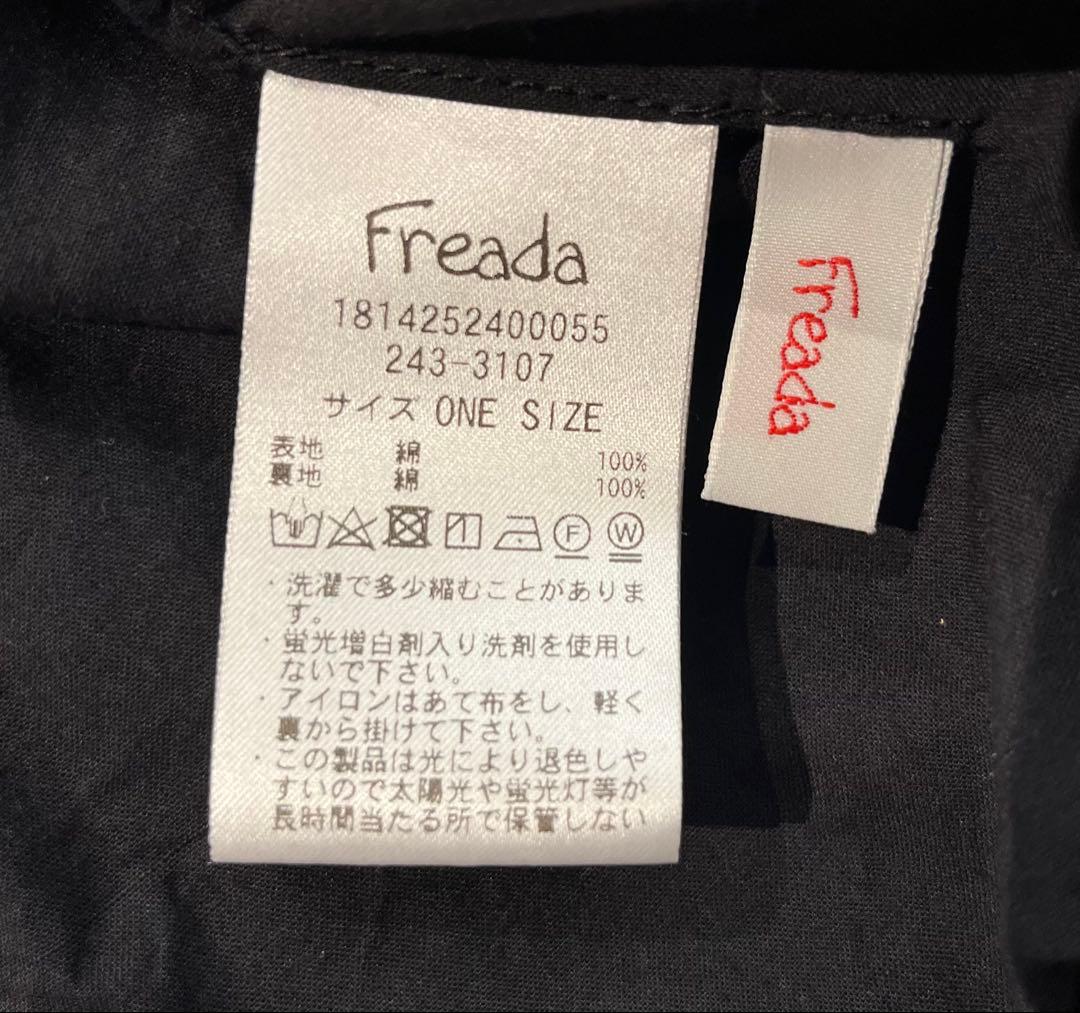 Freada
1814252400055
243-3107
サイズ ONE SIZE
表地 綿 100%
裏地 綿 100%
F W
・洗濯で多少縮むことがありま
す。
・蛍光増白剤入り洗剤を使用し
ないで下さい。
・アイロンはあて布をし、軽く
裏から掛けて下さい。
・この製品は光により退色しや
すいので太陽光や蛍光灯等が
長時間当たる所で保管しない
Freada